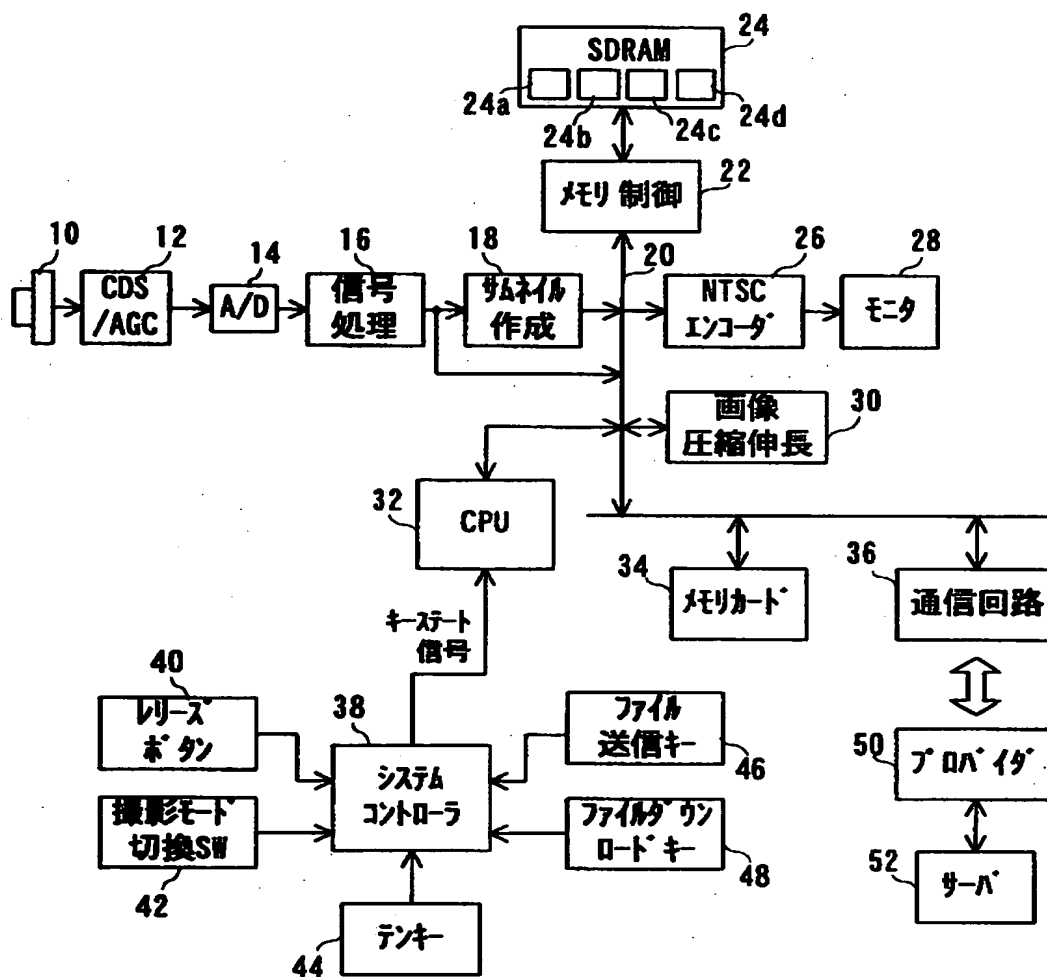 24
SDRAM
24a
24b
24c
24d
22
メモリ 制御
10
12
CDS
/AGC
14
A/D
16
信号
処理
18
サムネイル
作成
20
26
NTSC
エンコーダ
28
モニタ
30
画像
圧縮伸長
32
CPU
34
メモリカード
36
通信回路
キーステート
信号
40
レリーズ
ボタン
38
システム
コントローラ
ファイル
送信キー
46
50
プロバイダ
撮影モード
切換SW
42
ファイルダウン
ロードキー
48
52
サーバ
44
テンキー